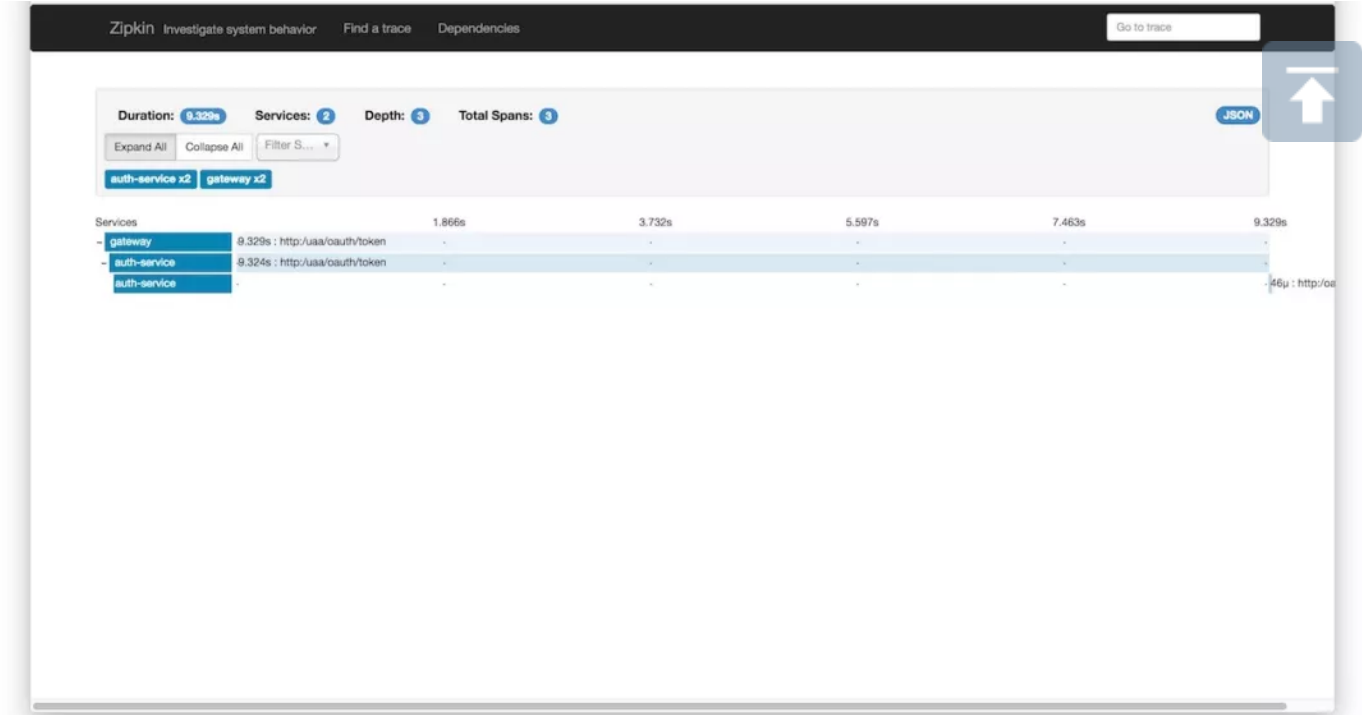 Zipkin Investigate system behavior Find a trace Dependencies Go to trace
Duration: 9.329s Services: 2 Depth: 3 Total Spans: 3 JSON
Expand All Collapse All Filter S...
auth-service x2 gateway x2
Services 1.866s 3.732s 5.597s 7.463s 9.329s
- gateway 9.329s : http:/uaa/oauth/token
- auth-service 9.324s : http:/uaa/oauth/token
auth-service 46μ : http:/oa